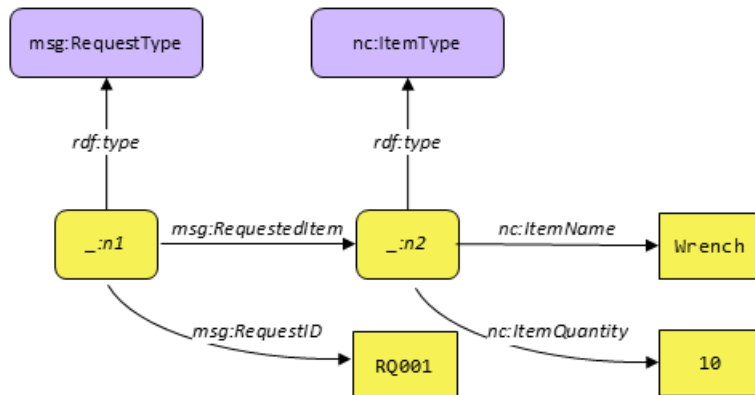 msg:RequestType
nc:ItemType
rdf:type
rdf:type
_:n1
msg:RequestedItem
_:n2
nc:ItemName
Wrench
msg:RequestID
RQ001
nc:ItemQuantity
10